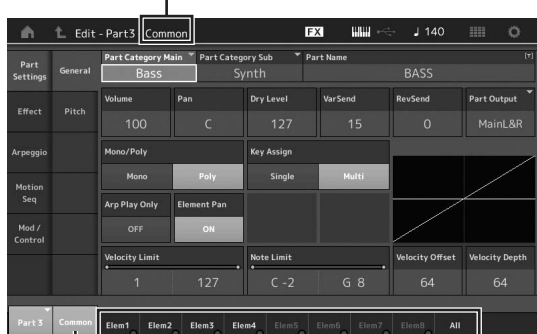 Edit - Part3 Common FX 140
Part Settings General Part Category Main Part Category Sub Part Name
Bass Synth BASS
Effect Pitch Volume Pan Dry Level VarSend RevSend Part Output
100 C 127 15 0 MainL&R
Arpeggio Mono/Poly Key Assign
Mono Poly Single Multi
Motion Seq
Arp Play Only Element Pan
Mod / Control OFF ON
Velocity Limit Note Limit Velocity Offset Velocity Depth
1 127 C -2 G 8 64 64
Part 3 Common Elem1 Elem2 Elem3 Elem4 Elem5 Elem6 Elem7 Elem8 All